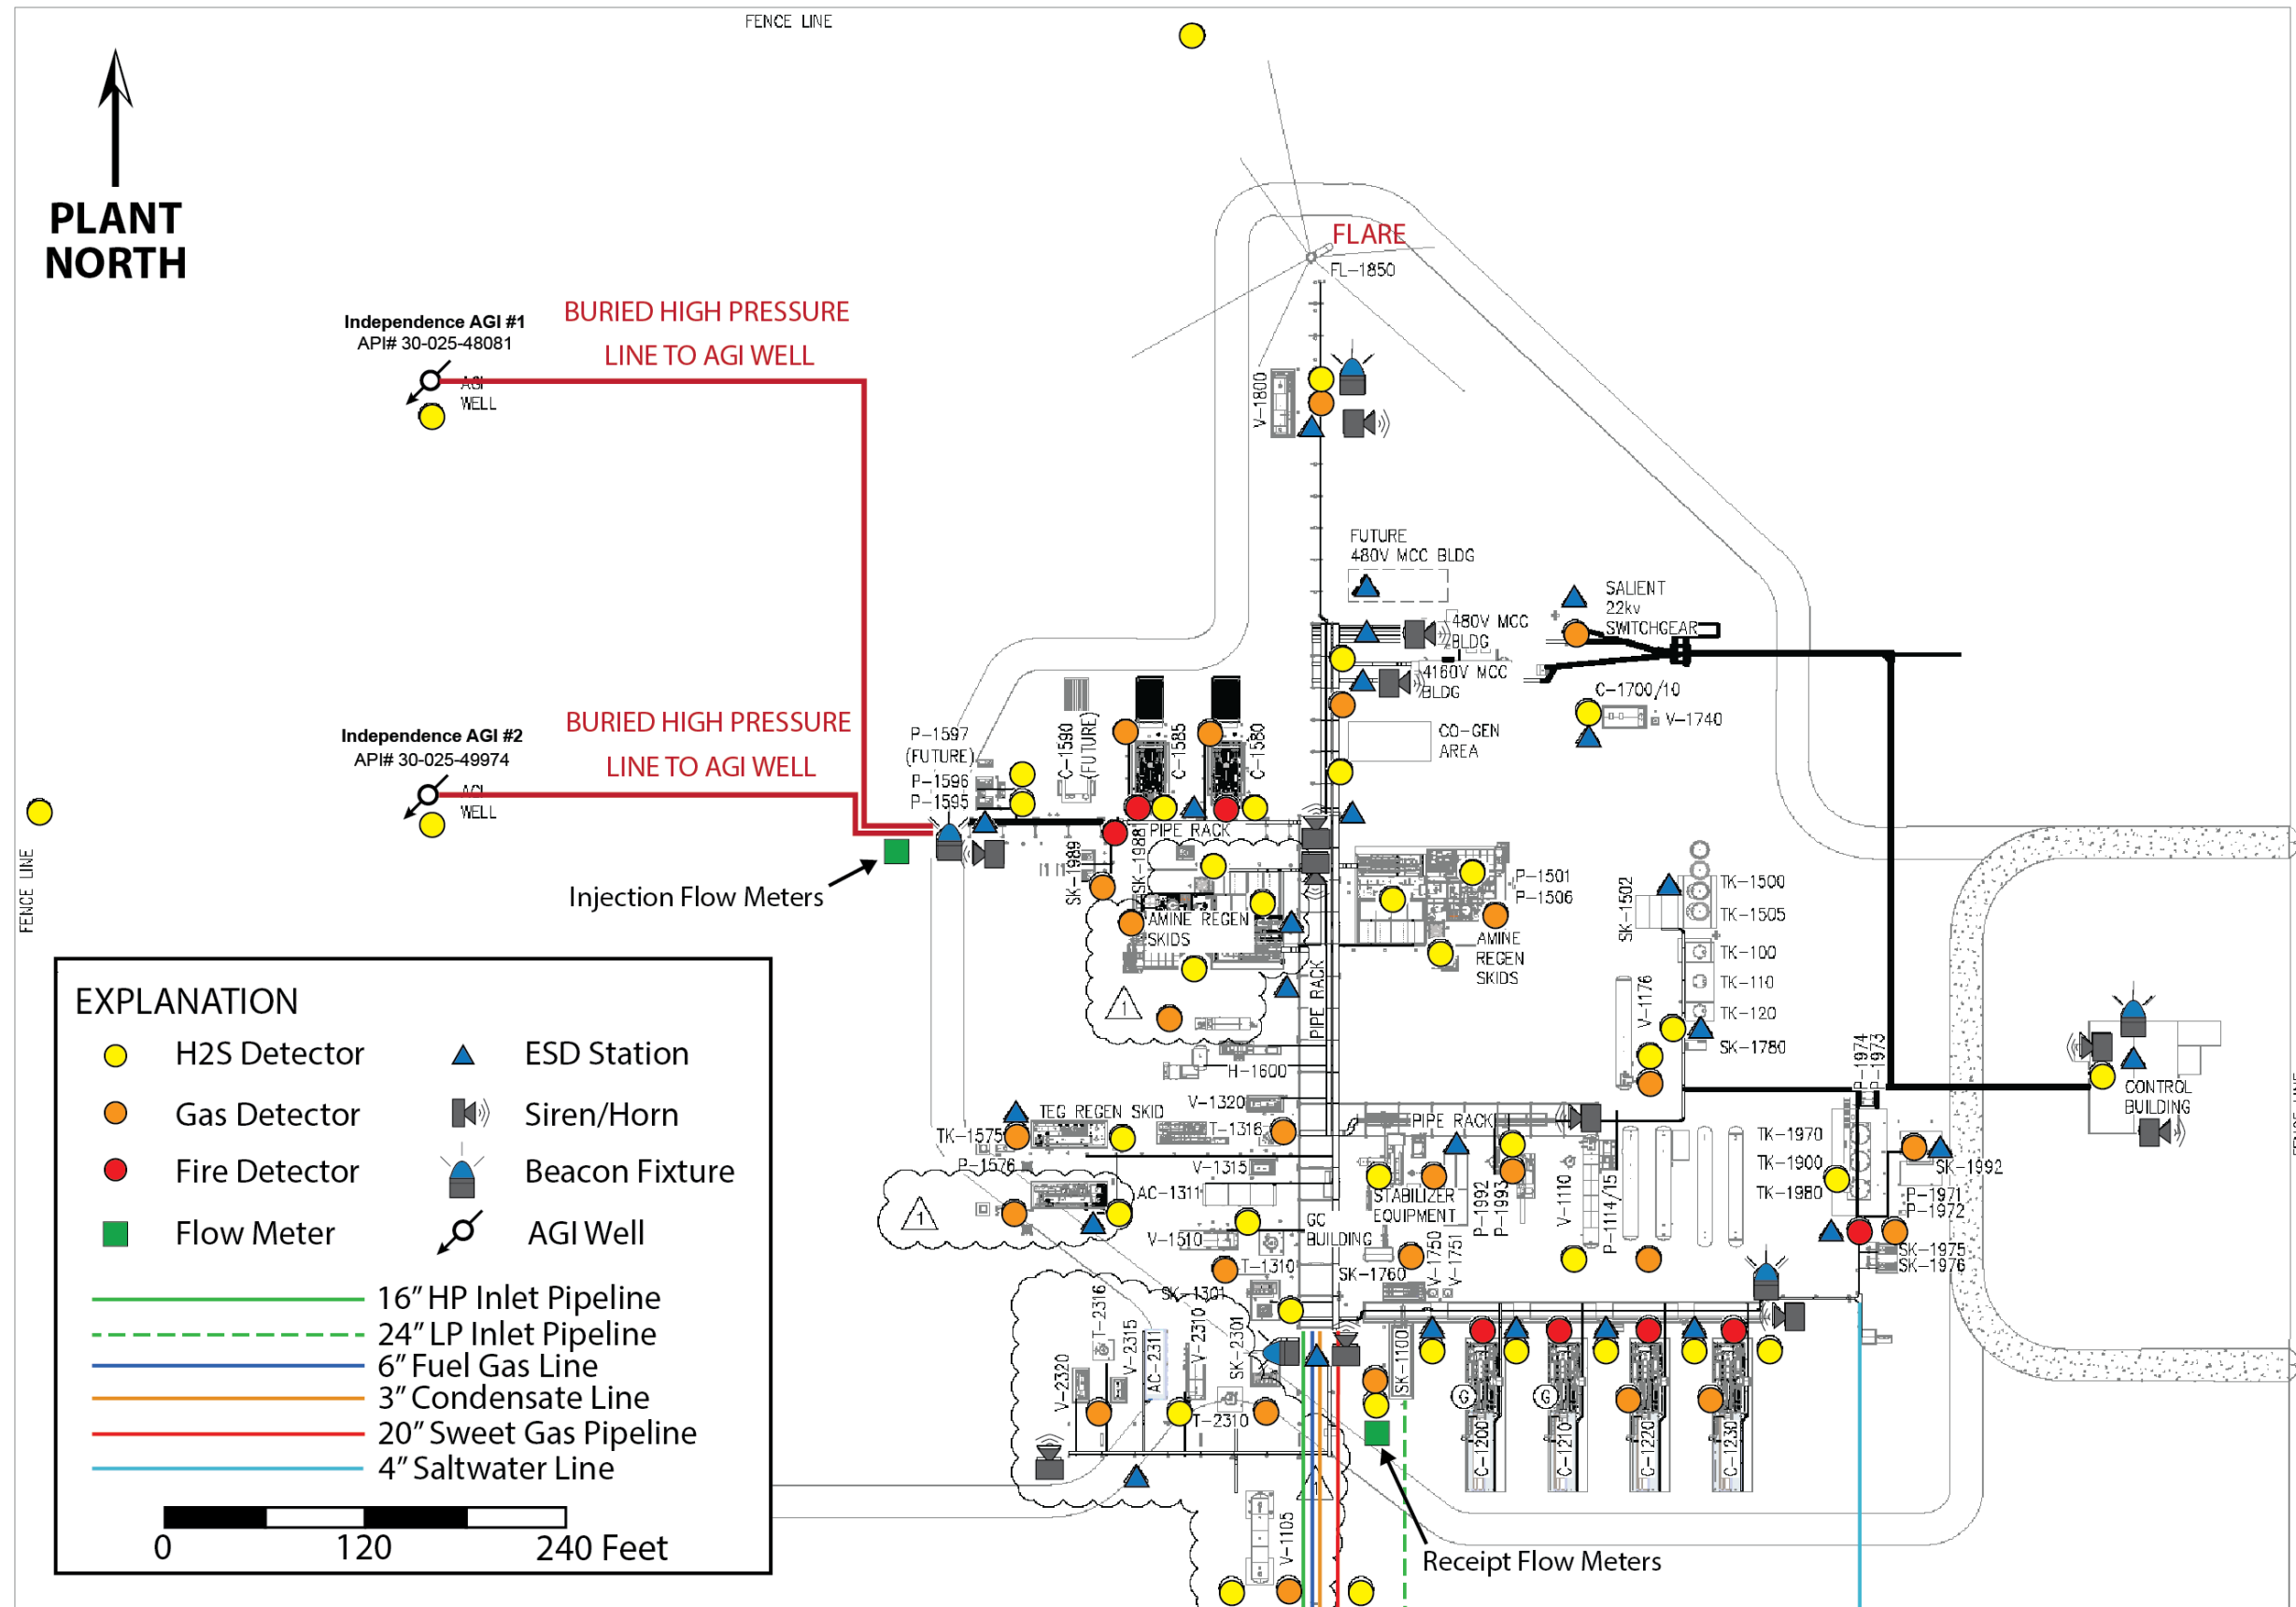 FENCE LINE
PLANT
NORTH
FLARE
FL-1850
Independence AGI #1
API# 30-025-48081
BURIED HIGH PRESSURE
LINE TO AGI WELL
AGI
WELL
V-1800
FUTURE
480V MCC BLDG
SALIENT
22kv
SWITCHGEAR
480V MCC
BLDG
4160V MCC
BLDG
C-1700/10
V-1740
CO-GEN
AREA
Independence AGI #2
API# 30-025-49974
BURIED HIGH PRESSURE
LINE TO AGI WELL
AGI
WELL
P-1597
(FUTURE)
P-1596
P-1595
C-1590
(FUTURE)
C-1585
C-1580
PIPE RACK
FENCE LINE
Injection Flow Meters
SK-1989
SK-1988
AMINE REGEN
SKIDS
P-1501
P-1506
AMINE
REGEN
SKIDS
PIPE RACK
SK-1502
TK-1500
TK-1505
TK-100
TK-110
TK-120
V-1176
SK-1780
1
H-1600
V-1320
T-1316
TEG REGEN SKID
TK-1575
P-1576
V-1315
AC-1311
1
V-1510
T-1310
SK-1301
GC
BUILDING
PIPE RACK
STABILIZER
EQUIPMENT
P-1992
P-1993
V-1110
P-1114/15
SK-1760
V-1750
V-1751
P-1974
P-1973
TK-1970
TK-1900
TK-1980
SK-1992
P-1971
P-1972
SK-1975
SK-1976
CONTROL
BUILDING
T-2316
V-2315
AC-2311
V-2310
SK-2301
V-2320
T-2310
SK-1100
G
G
C-1200
C-1210
C-1220
C-1230
1
V-1105
Receipt Flow Meters
EXPLANATION
H2S Detector
ESD Station
Gas Detector
Siren/Horn
Fire Detector
Beacon Fixture
Flow Meter
AGI Well
16" HP Inlet Pipeline
24" LP Inlet Pipeline
6" Fuel Gas Line
3" Condensate Line
20" Sweet Gas Pipeline
4" Saltwater Line
0 120 240 Feet